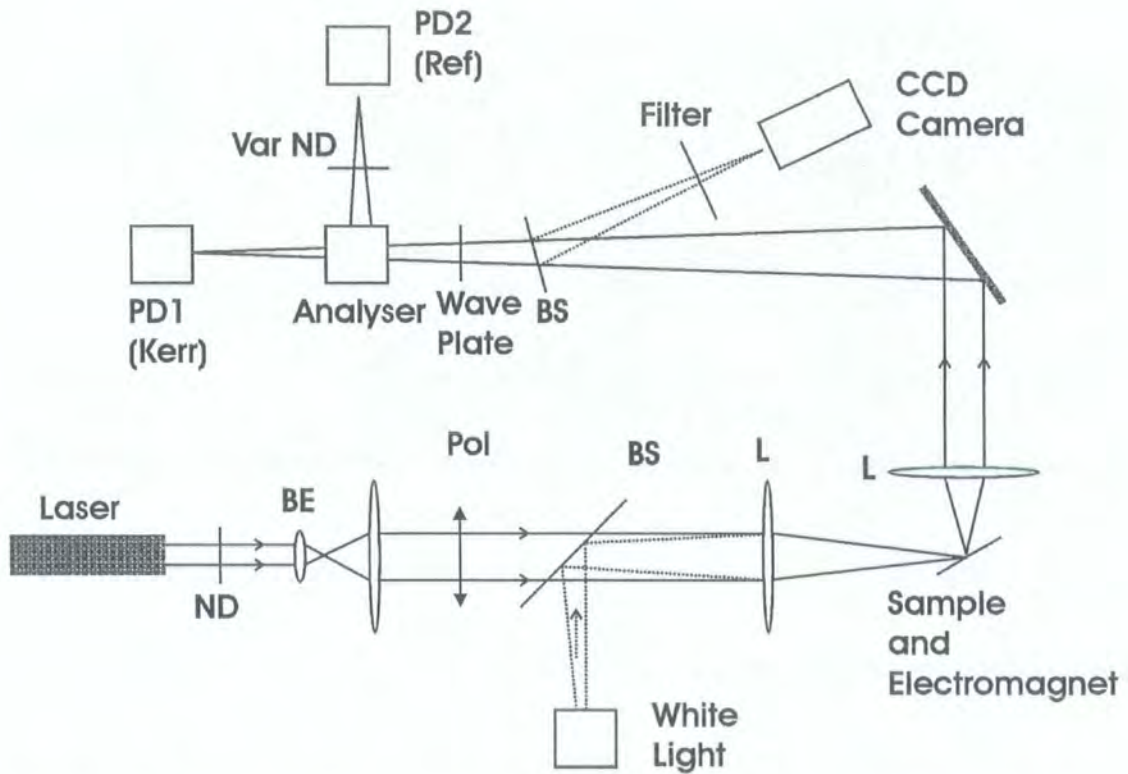 PD2
(Ref)
CCD
Camera
Filter
Var ND
PD1
(Kerr)
Analyser
Wave
Plate
BS
Pol
BS
L
L
Laser
BE
ND
Sample
and
Electromagnet
White
Light